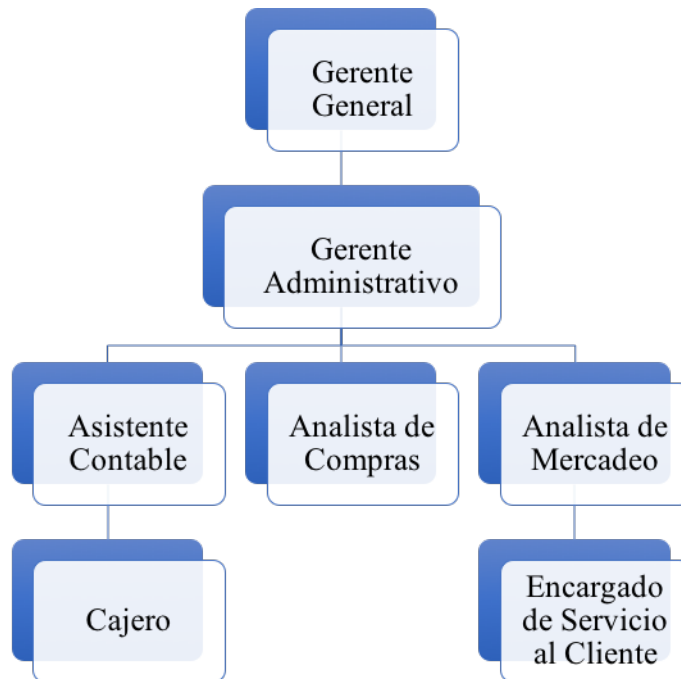 Gerente
General
Gerente
Administrativo
Asistente
Contable
Analista de
Compras
Analista de
Mercadeo
Cajero
Encargado
de Servicio
al Cliente